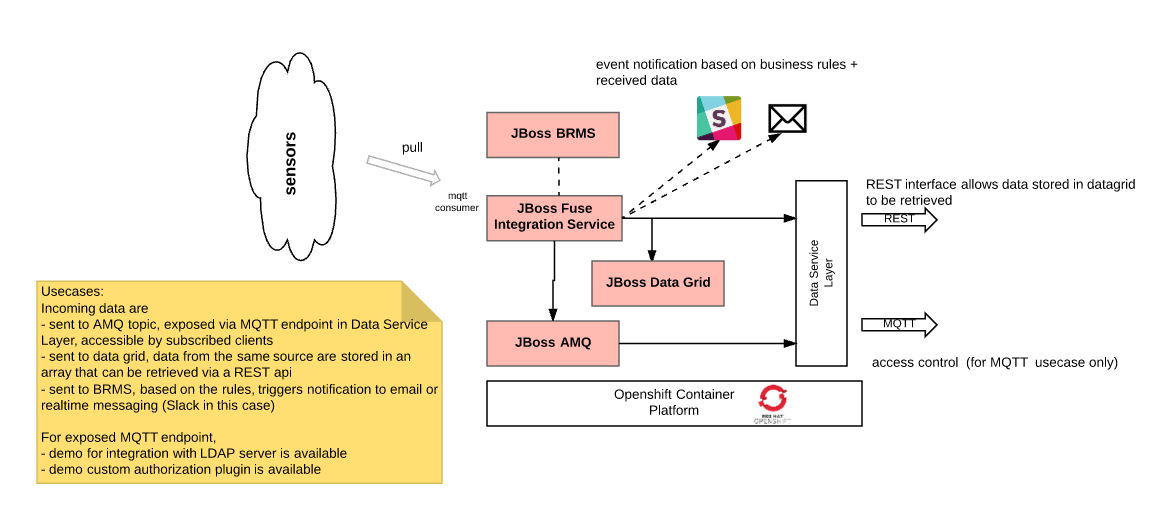 event notification based on business rules +
received data
S
JBoss BRMS
sensors
pull
mqtt
consumer
JBoss Fuse
Integration Service
REST interface allows data stored in datagrid
to be retrieved
REST
Data Service
Layer
JBoss Data Grid
MQTT
JBoss AMQ
access control  (for MQTT  usecase only)
Openshift Container
Platform
RED HAT
OPENSHIFT
Usecases:
Incoming data are
- sent to AMQ topic, exposed via MQTT endpoint in Data Service
Layer, accessible by subscribed clients
- sent to data grid, data from the same source are stored in an
array that can be retrieved via a REST api
- sent to BRMS, based on the rules, triggers notification to email or
realtime messaging (Slack in this case)
For exposed MQTT endpoint,
- demo for integration with LDAP server is available
- demo custom authorization plugin is available